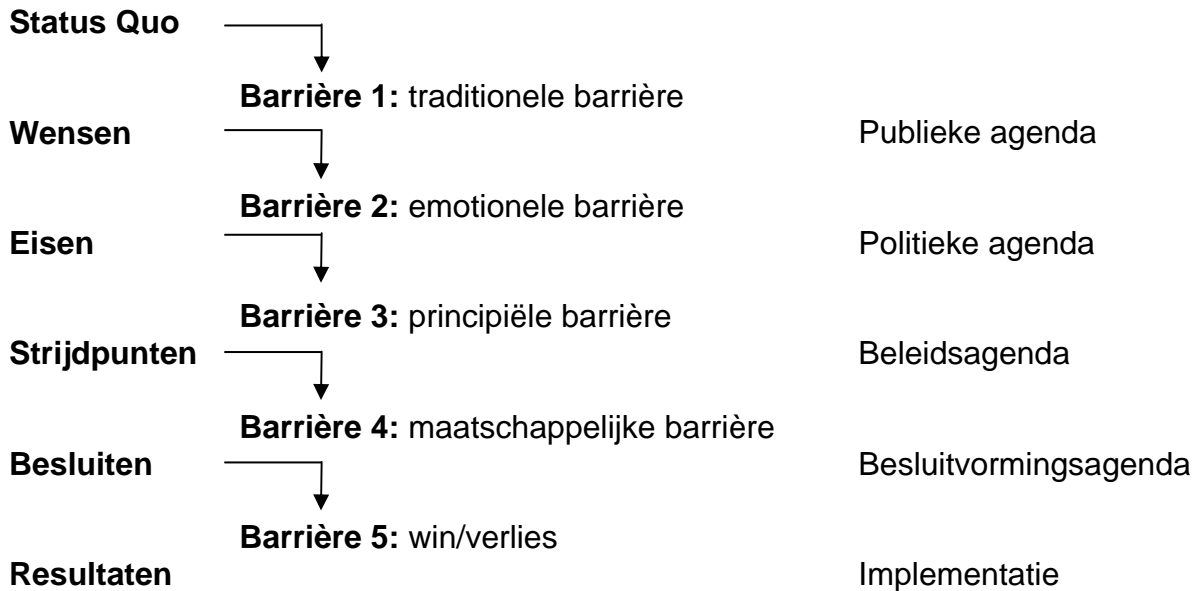 Status Quo
Barrière 1: traditionele barrière
Wensen Publieke agenda
Barrière 2: emotionele barrière
Eisen Politieke agenda
Barrière 3: principiële barrière
Strijdpunten Beleidsagenda
Barrière 4: maatschappelijke barrière
Besluiten Besluitvormingsagenda
Barrière 5: win/verlies
Resultaten Implementatie